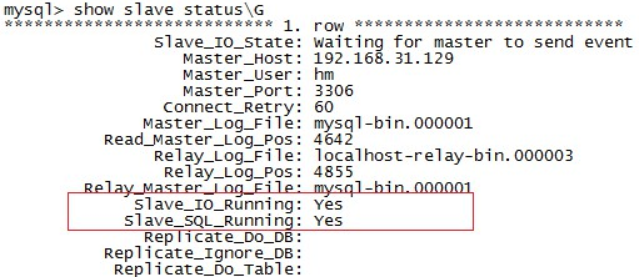 mysql> show slave status\G
*************************** 1. row ***************************
Slave_IO_State: Waiting for master to send event
Master_Host: 192.168.31.129
Master_User: hm
Master_Port: 3306
Connect_Retry: 60
Master_Log_File: mysql-bin.000001
Read_Master_Log_Pos: 4642
Relay_Log_File: localhost-relay-bin.000003
Relay_Log_Pos: 4855
Relay_Master_Log_File: mysql-bin.000001
Slave_IO_Running: Yes
Slave_SQL_Running: Yes
Replicate_Do_DB:
Replicate_Ignore_DB:
Replicate_Do_Table: